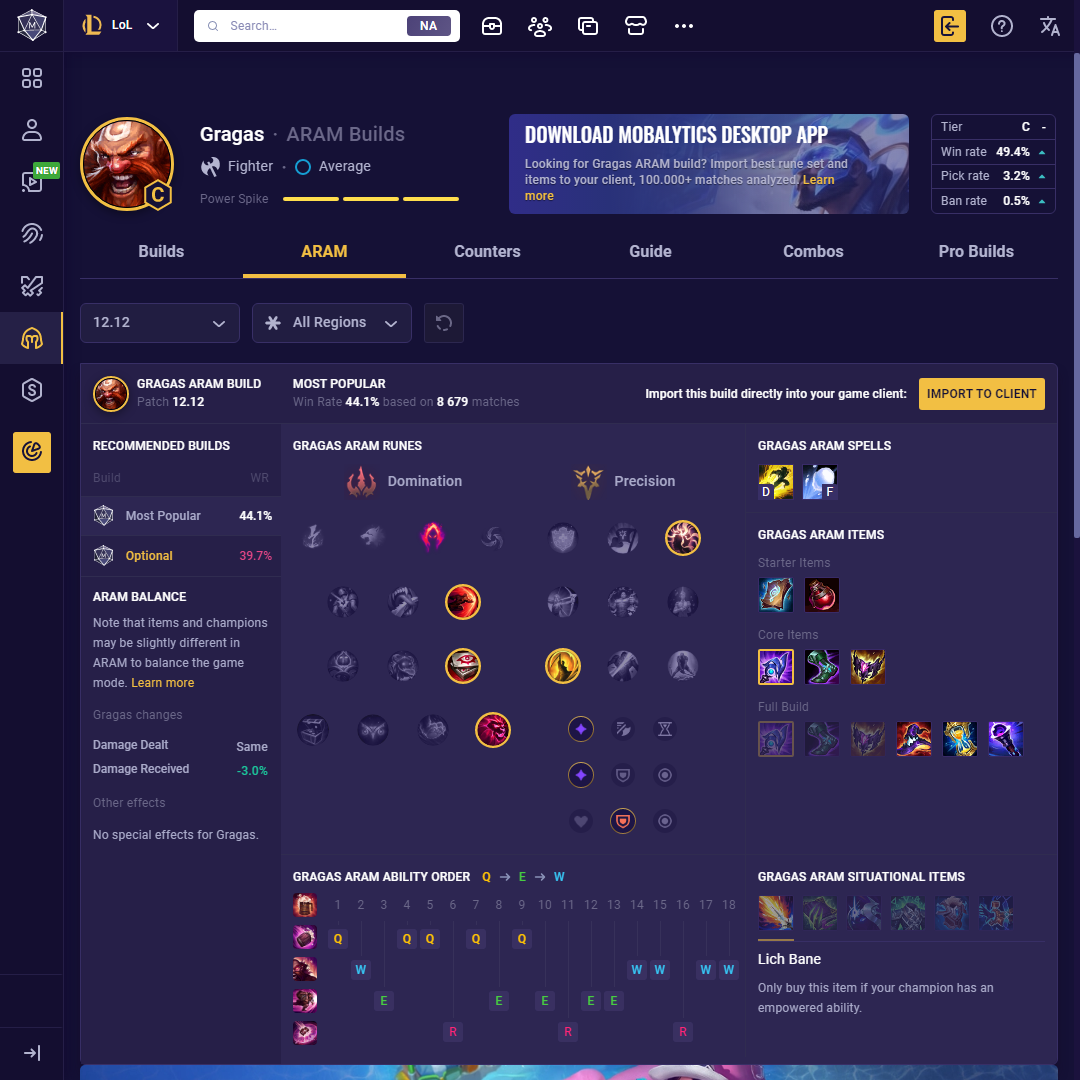 LoL
Search...
NA
NEW
Gragas · ARAM Builds
Fighter · Average
Power Spike
C
DOWNLOAD MOBALYTICS DESKTOP APP
Looking for Gragas ARAM build? Import best rune set and
items to your client, 100.000+ matches analyzed. Learn
more
Tier C -
Win rate 49.4%
Pick rate 3.2%
Ban rate 0.5%
Builds ARAM Counters Guide Combos Pro Builds
12.12
All Regions
GRAGAS ARAM BUILD
Patch 12.12
MOST POPULAR
Win Rate 44.1% based on 8 679 matches
Import this build directly into your game client:
IMPORT TO CLIENT
RECOMMENDED BUILDS
Build WR
Most Popular 44.1%
Optional 39.7%
ARAM BALANCE
Note that items and champions
may be slightly different in
ARAM to balance the game
mode. Learn more
Gragas changes
Damage Dealt Same
Damage Received -3.0%
Other effects
No special effects for Gragas.
GRAGAS ARAM RUNES
Domination
Precision
GRAGAS ARAM SPELLS
D F
GRAGAS ARAM ITEMS
Starter Items
Core Items
Full Build
GRAGAS ARAM ABILITY ORDER Q → E → W
1 2 3 4 5 6 7 8 9 10 11 12 13 14 15 16 17 18
Q Q Q Q Q
W W W W W
E E E E E
R R R
GRAGAS ARAM SITUATIONAL ITEMS
Lich Bane
Only buy this item if your champion has an
empowered ability.